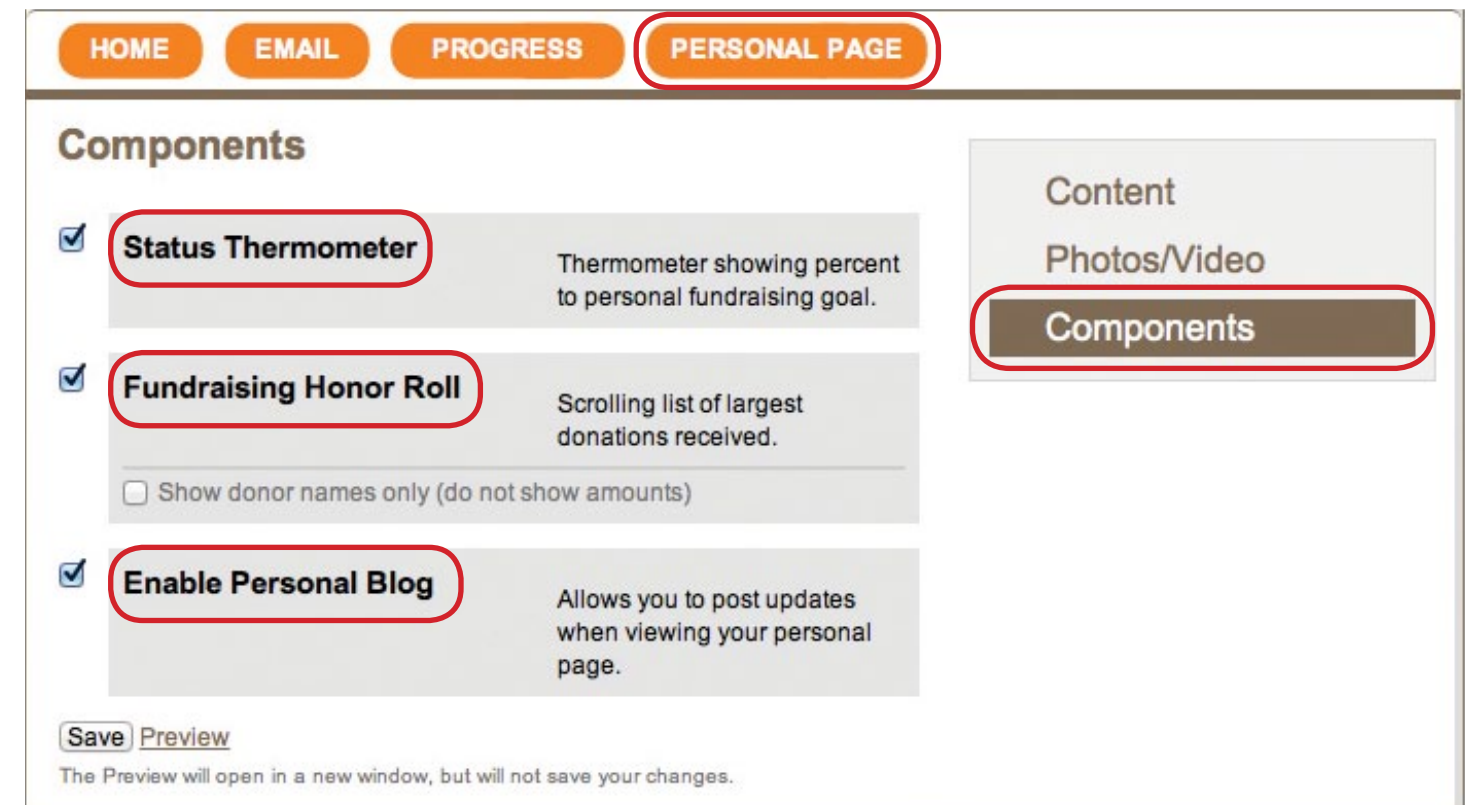 HOME EMAIL PROGRESS PERSONAL PAGE
Components
Status Thermometer
Thermometer showing percent
to personal fundraising goal.
Fundraising Honor Roll
Scrolling list of largest
donations received.
Show donor names only (do not show amounts)
Enable Personal Blog
Allows you to post updates
when viewing your personal
page.
Save Preview
The Preview will open in a new window, but will not save your changes.
Content
Photos/Video
Components